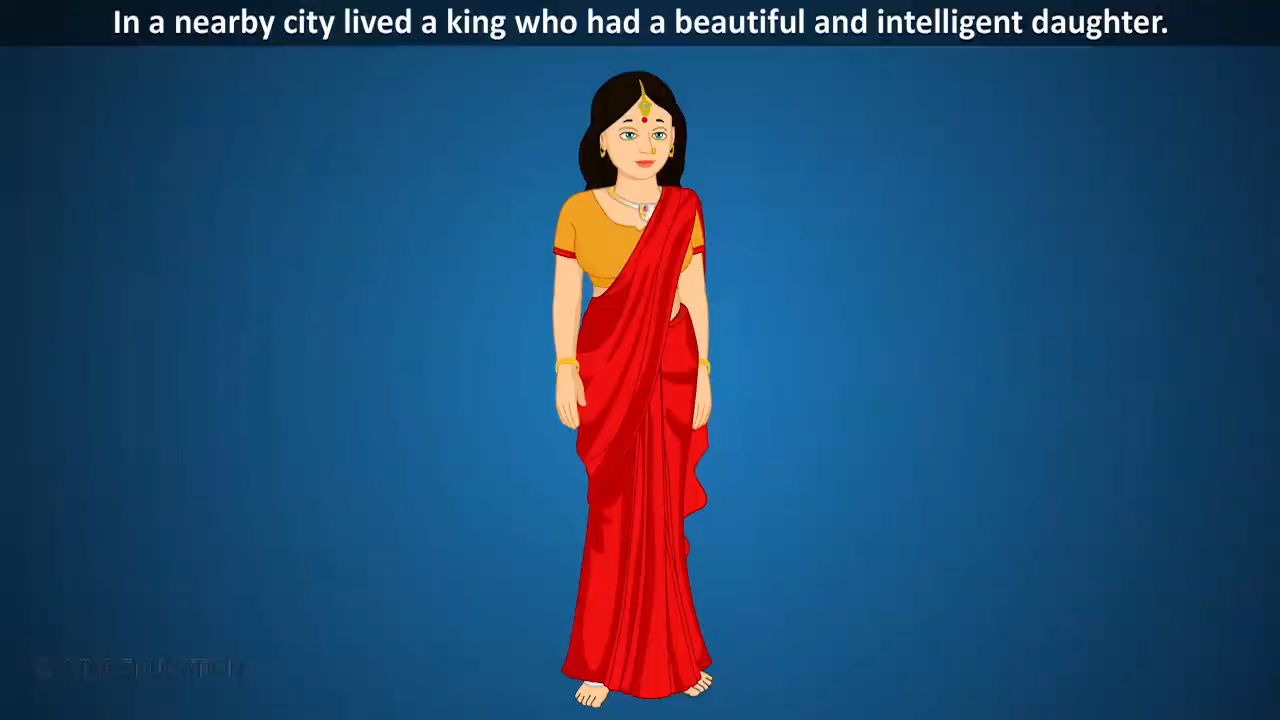 In a nearby city lived a king who had a beautiful and intelligent daughter.